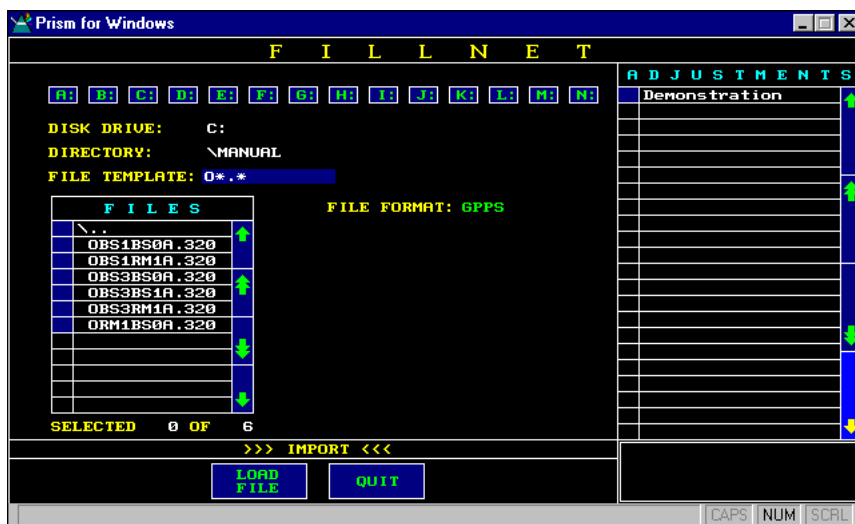 Prism for Windows
F I L L N E T
A D J U S T M E N T S
A: B: C: D: E: F: G: H: I: J: K: L: M: N:
Demonstration
DISK DRIVE: C:
DIRECTORY: \MANUAL
FILE TEMPLATE: O*.*
F I L E S
FILE FORMAT: GPPS
\..
OBS1BS0A.320
OBS1RM1A.320
OBS3BS0A.320
OBS3BS1A.320
OBS3RM1A.320
ORM1BS0A.320
SELECTED 0 OF 6
>>> IMPORT <<<
LOAD
FILE
QUIT
CAPS NUM SCRL